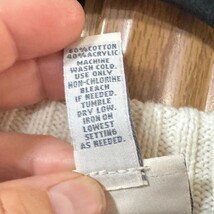 60% COTTON
40% ACRYLIC
MACHINE
WASH COLD.
USE ONLY
NON-CHLORINE
BLEACH
IF NEEDED.
TUMBLE
DRY LOW.
IRON ON
LOWEST
SETTING
AS NEEDED.